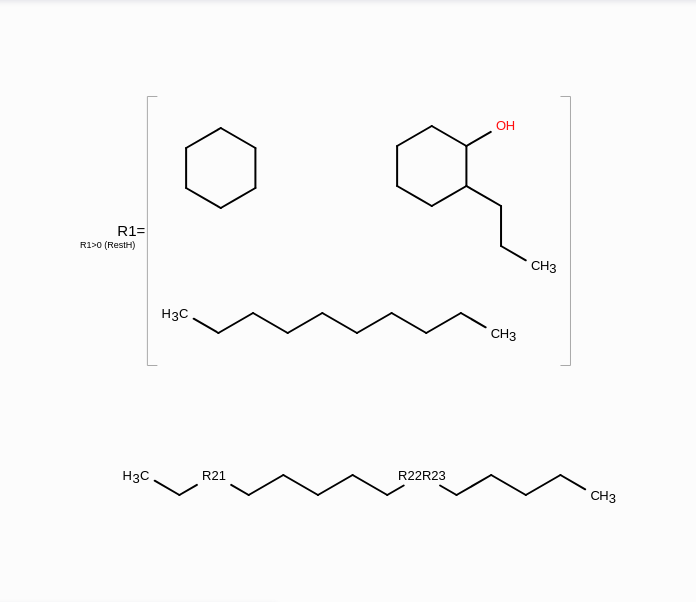 OH
R1=
R1>0 (RestH)
CH3
H3C
CH3
H3C R21 R22R23
CH3